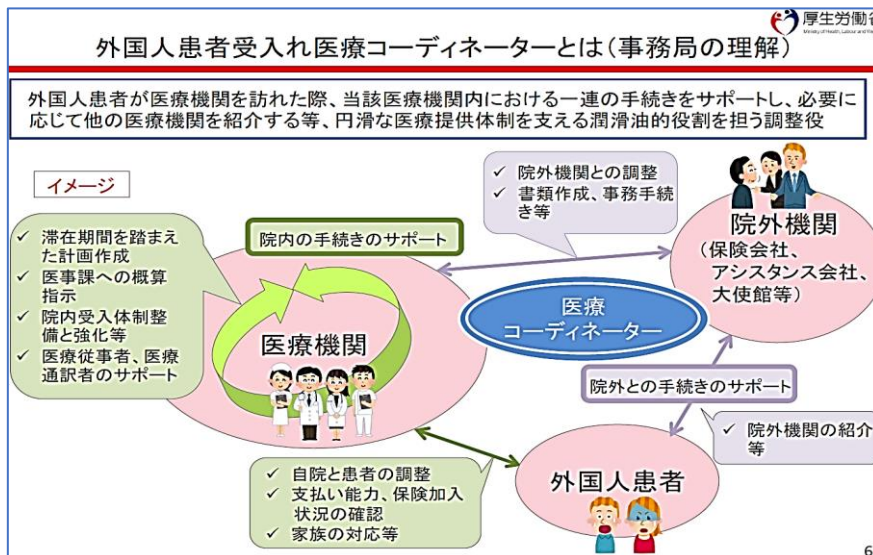 厚生労働省
Ministry of Health, Labour and
外国人患者受入れ医療コーディネーターとは（事務局の理解）
外国人患者が医療機関を訪れた際、当該医療機関内における一連の手続きをサポートし、必要に
応じて他の医療機関を紹介する等、円滑な医療提供体制を支える潤滑油的役割を担う調整役
イメージ
✓ 院外機関との調整
✓ 書類作成、事務手続
き等
院外機関
（保険会社、
アシスタンス会社、
大使館等）
✓ 滞在期間を踏まえ
た計画作成
✓ 医事課への概算
指示
✓ 院内受入体制整
備と強化等
✓ 医療従事者、医療
通訳者のサポート
院内の手続きのサポート
医療機関
医療
コーディネーター
院外との手続きのサポート
✓ 院外機関の紹介
等
✓ 自院と患者の調整
✓ 支払い能力、保険加入
状況の確認
✓ 家族の対応等
外国人患者
6